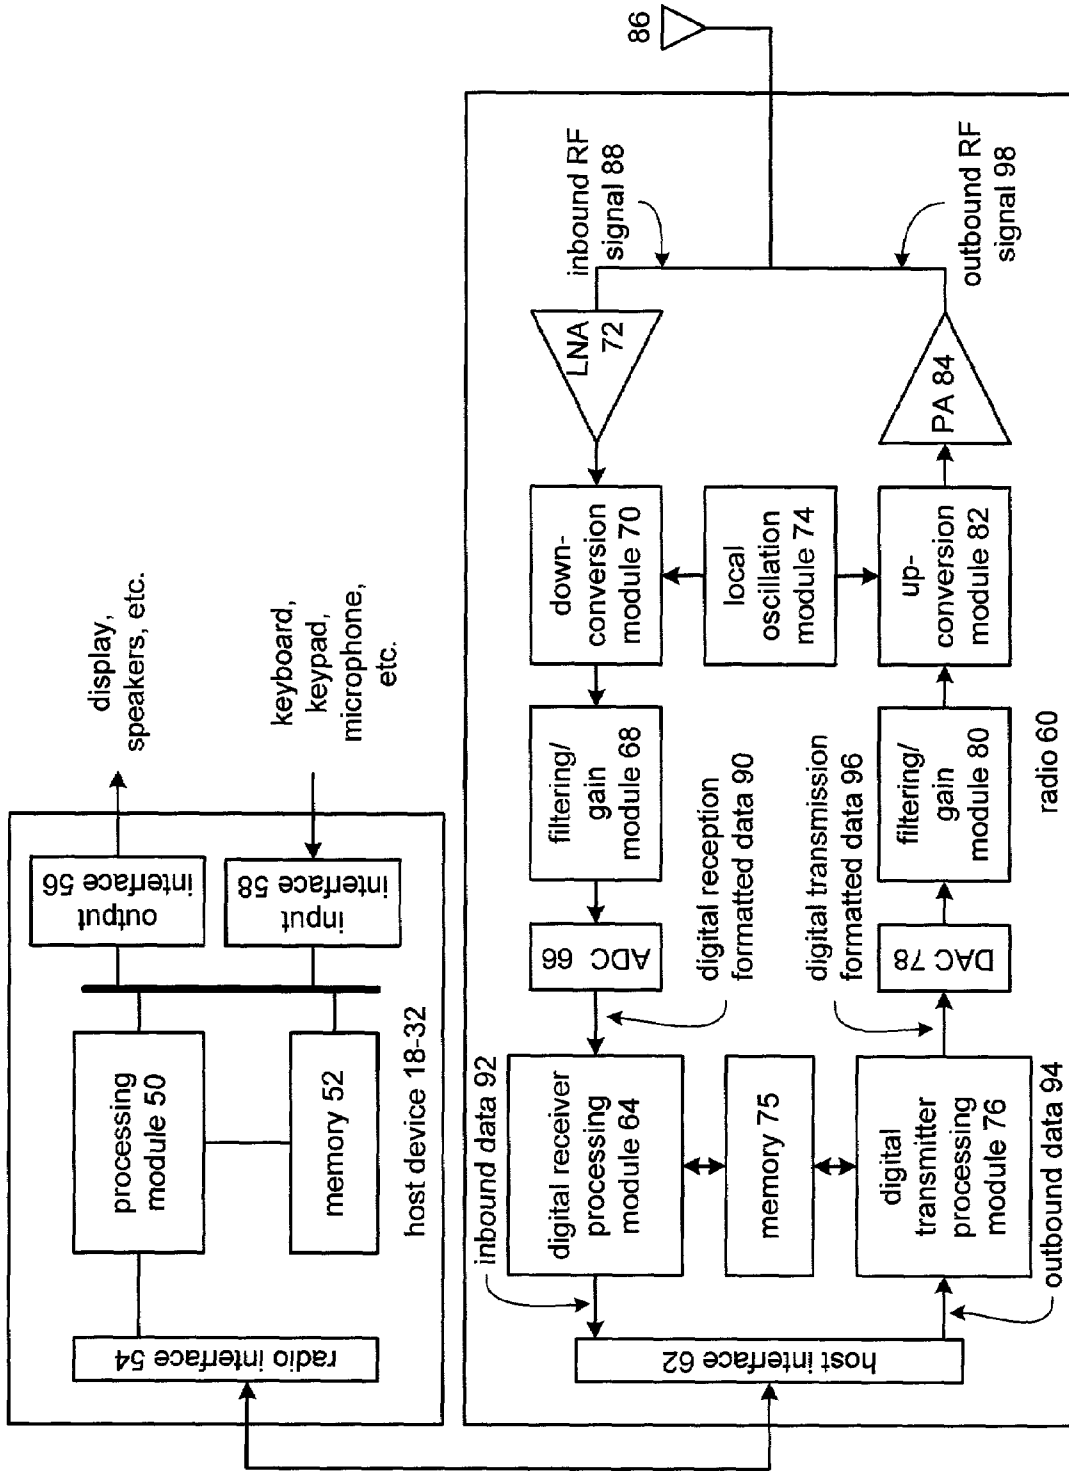 display,
speakers, etc.
keyboard,
keypad,
microphone,
etc.
output
interface 56
input
interface 58
processing
module 50
memory 52
radio interface 54
host device 18-32
86
inbound RF
signal 88
outbound RF
signal 98
LNA
72
down-
conversion
module 70
filtering/
gain
module 68
ADC 66
digital reception
formatted data 90
digital receiver
processing
module 64
inbound data 92
local
oscillation
module 74
memory 75
host interface 62
PA 84
up-
conversion
module 82
filtering/
gain
module 80
DAC 78
digital transmission
formatted data 96
digital
transmitter
processing
module 76
outbound data 94
radio 60